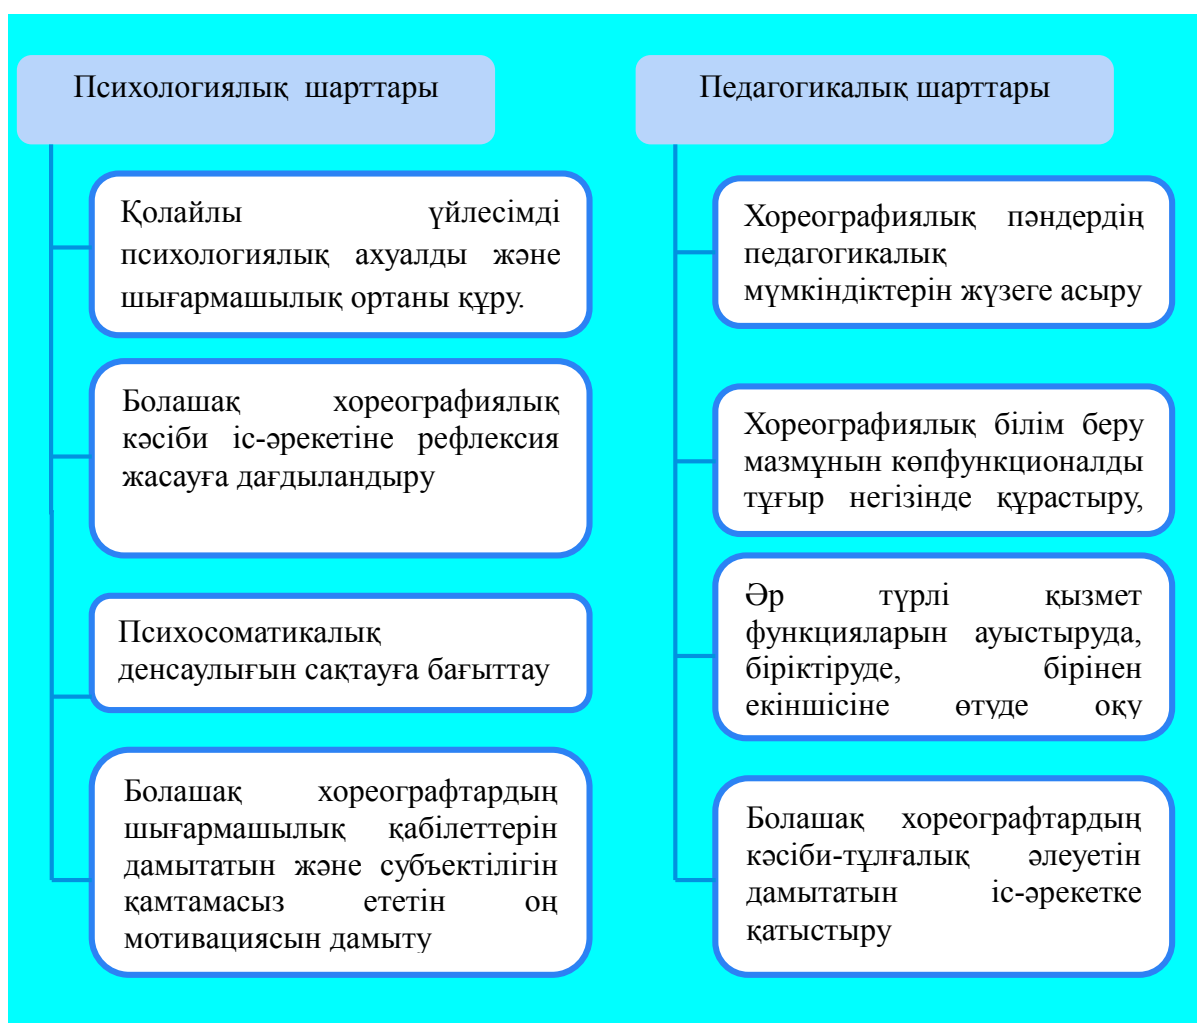 Психологиялық шарттары
Қолайлы үйлесімді
психологиялық ахуалды және
шығармашылық ортаны құру.
Болашақ хореографиялық
кәсіби іс-әрекетіне рефлексия
жасауға дағдыландыру
Психосоматикалық
денсаулығын сақтауға бағыттау
Болашақ хореографтардың
шығармашылық қабілеттерін
дамытатын және субъектілігін
қамтамасыз ететін оң
мотивациясын дамыту
Педагогикалық шарттары
Хореографиялық пәндердің
педагогикалық
мүмкіндіктерін жүзеге асыру
Хореографиялық білім беру
мазмұнын көпфункционалды
тұғыр негізінде құрастыру,
Әр түрлі қызмет
функцияларын ауыстыруда,
біріктіруде, бірінен
екіншісіне өтуде оқу
Болашақ хореографтардың
кәсіби-тұлғалық әлеуетін
дамытатын іс-әрекетке
қатыстыру